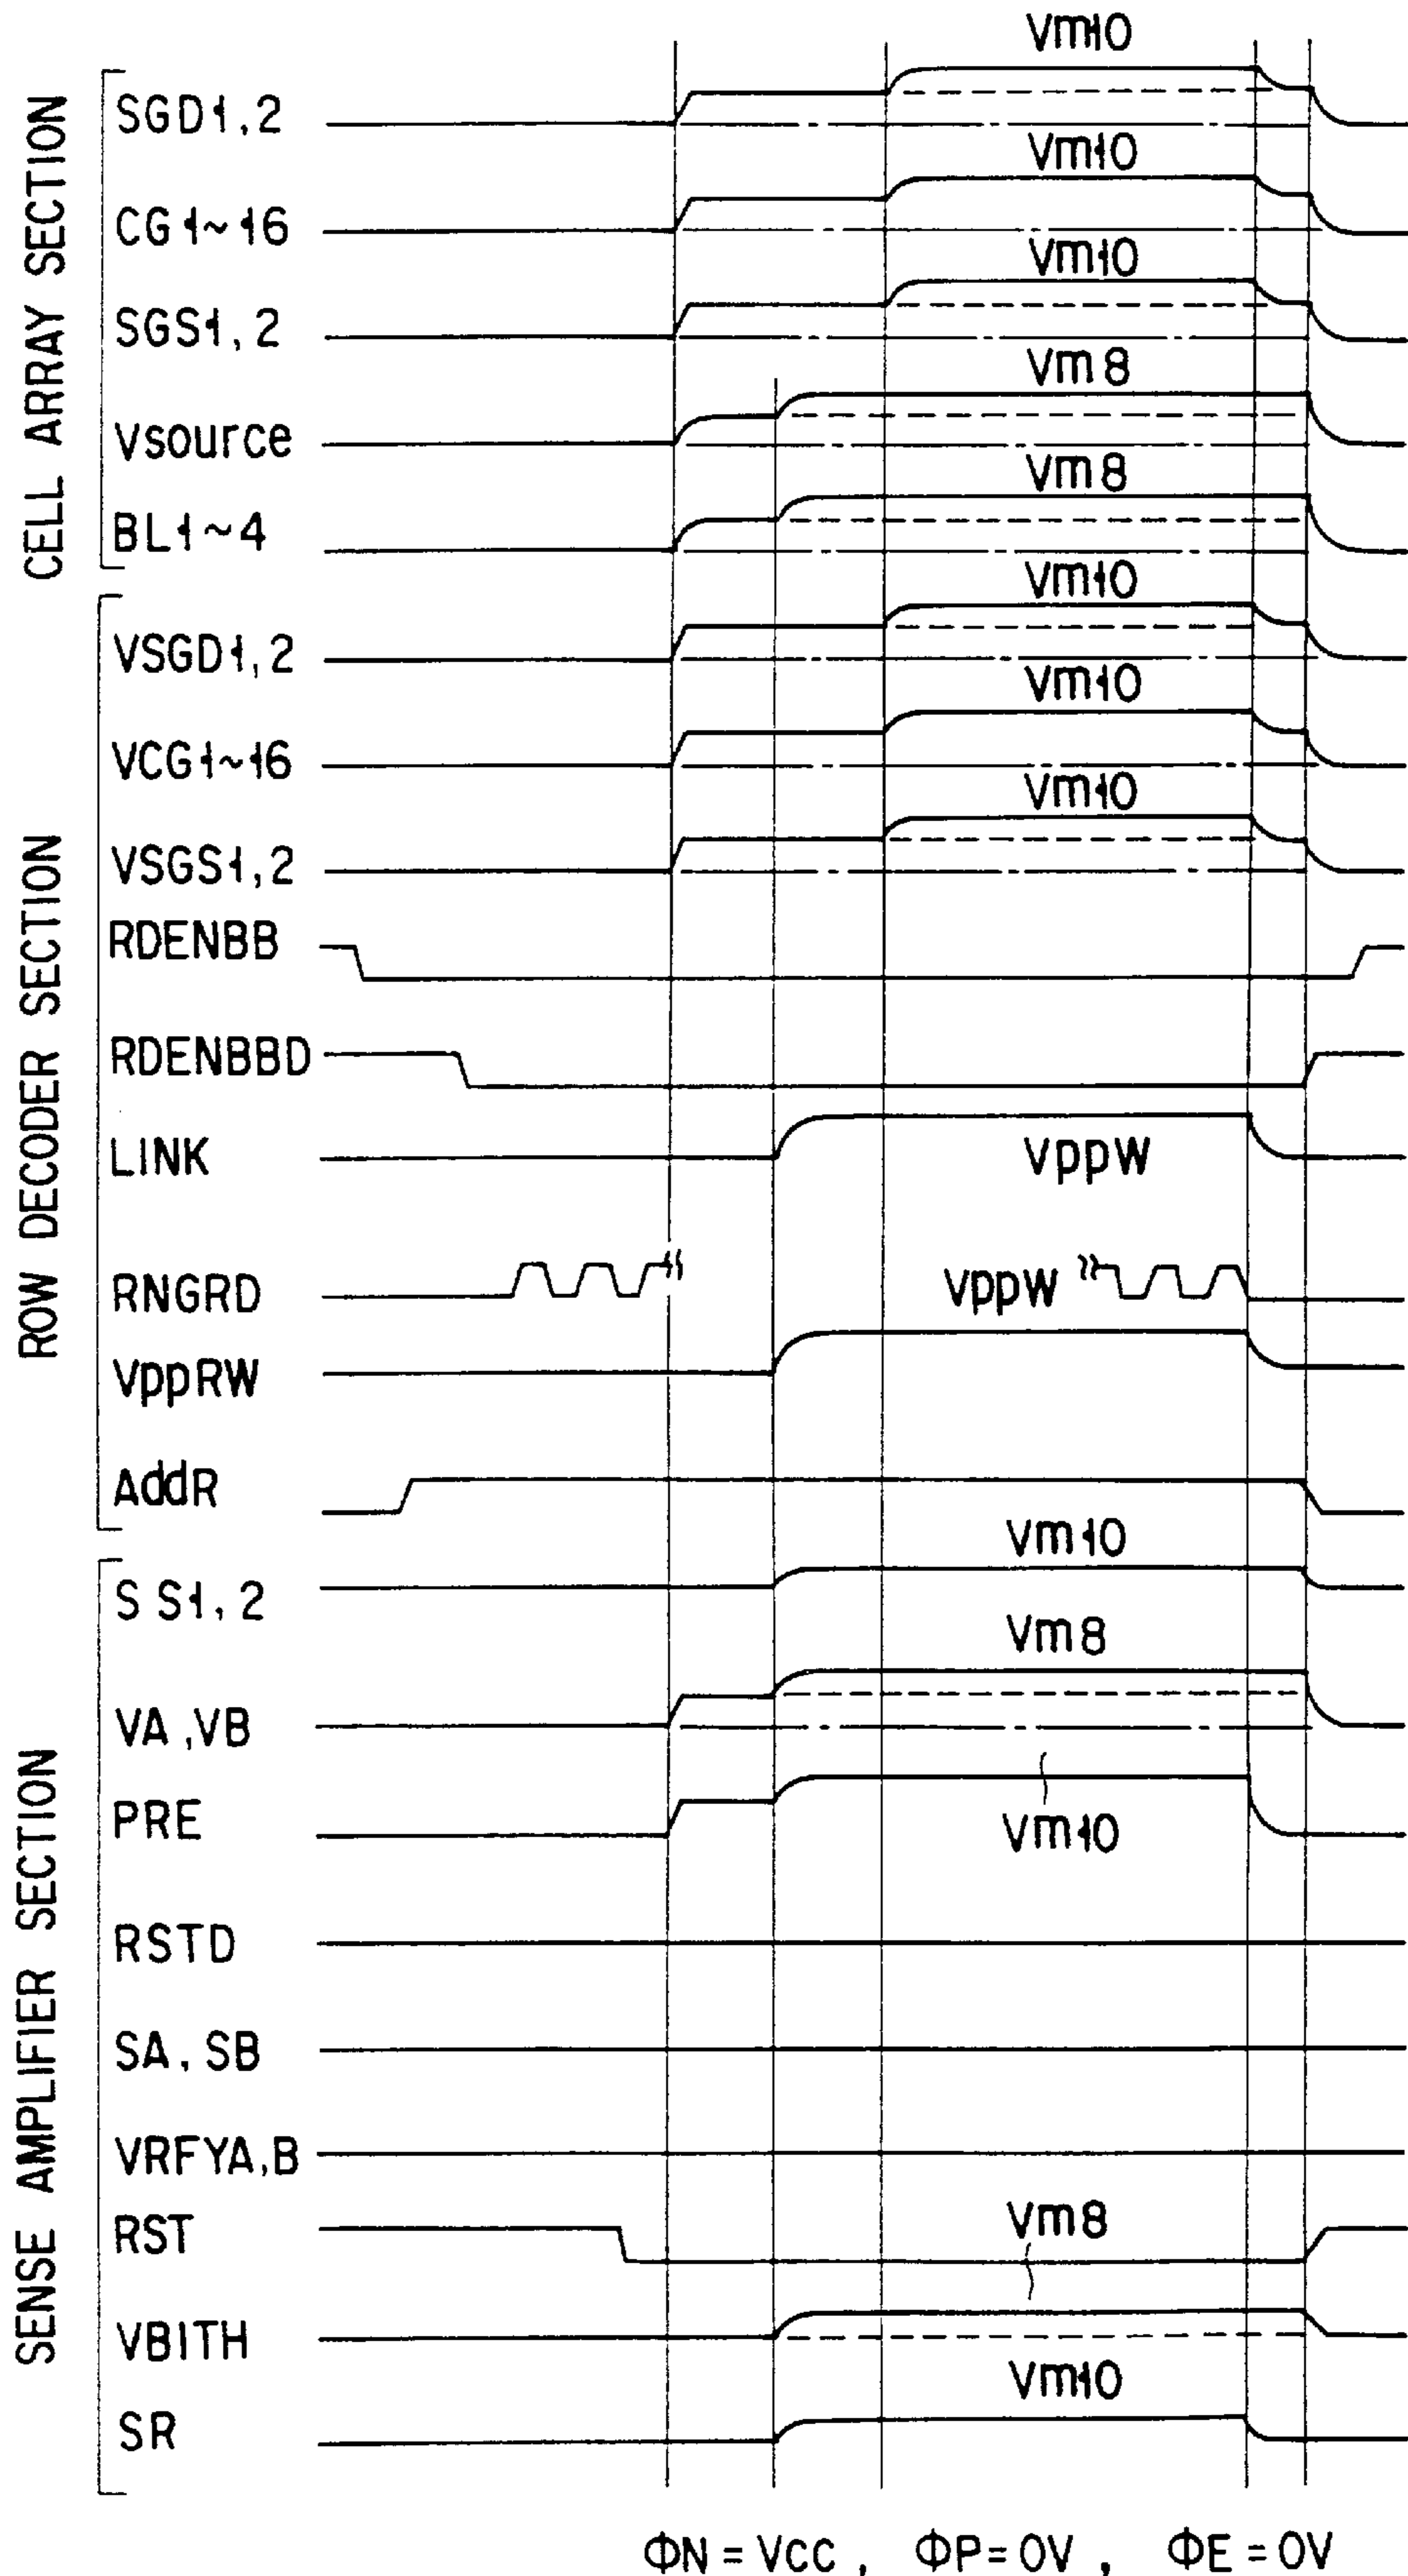 CELL ARRAY SECTION
Vm10
SGD1,2
Vm10
CG1~16
Vm10
SGS1,2
Vm8
Vsource
Vm8
BL1~4
ROW DECODER SECTION
Vm10
VSGD1,2
Vm10
VCG1~16
Vm10
VSGS1,2
RDENBB
RDENBBD
LINK VppW
RNGRD VppW
VppRW
AddR
SENSE AMPLIFIER SECTION
Vm10
SS1,2
Vm8
VA,VB
PRE Vm10
RSTD
SA,SB
VRFYA,B
RST Vm8
VBITH
Vm10
SR
ΦN=VCC, ΦP=0V, ΦE=0V